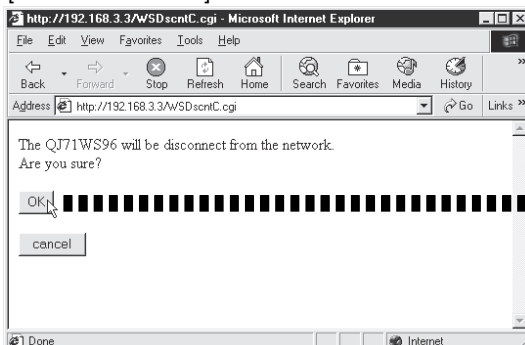 http://192.168.3.3/WSDscntC.cgi - Microsoft Internet Explorer
File Edit View Favorites Tools Help
Back Forward Stop Refresh Home Search Favorites Media History »
Address http://192.168.3.3/WSDscntC.cgi Go Links »
The QJ71WS96 will be disconnect from the network.
Are you sure?
OK
cancel
Done Internet